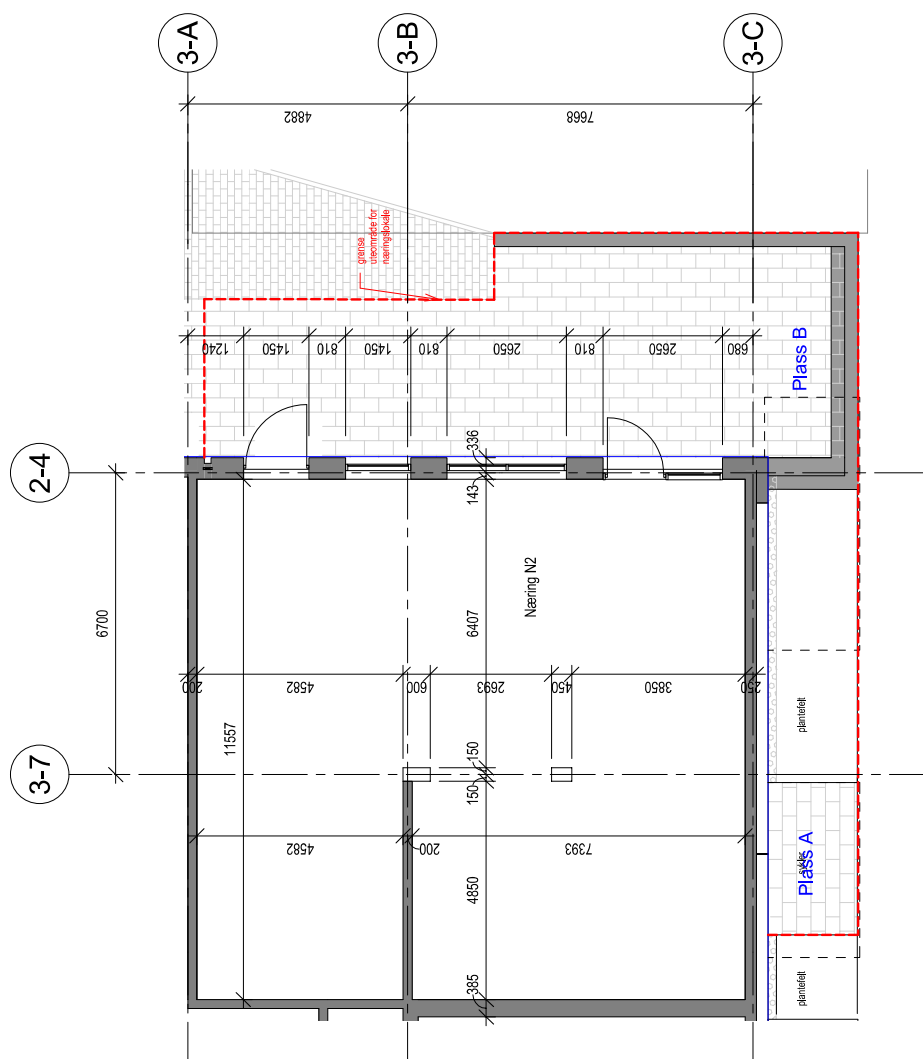 3-A
3-B
3-C
4882
7668
grense
uteområde for
næringslokale
1240
1450
810
1450
810
2650
810
2650
680
Plass B
2-4
336
143
6700
6407
Næring N2
200
4582
600
2693
450
3850
250
11557
plantefelt
3-7
150
150
4582
200
7393
sykler
Plass A
4850
385
plantefelt